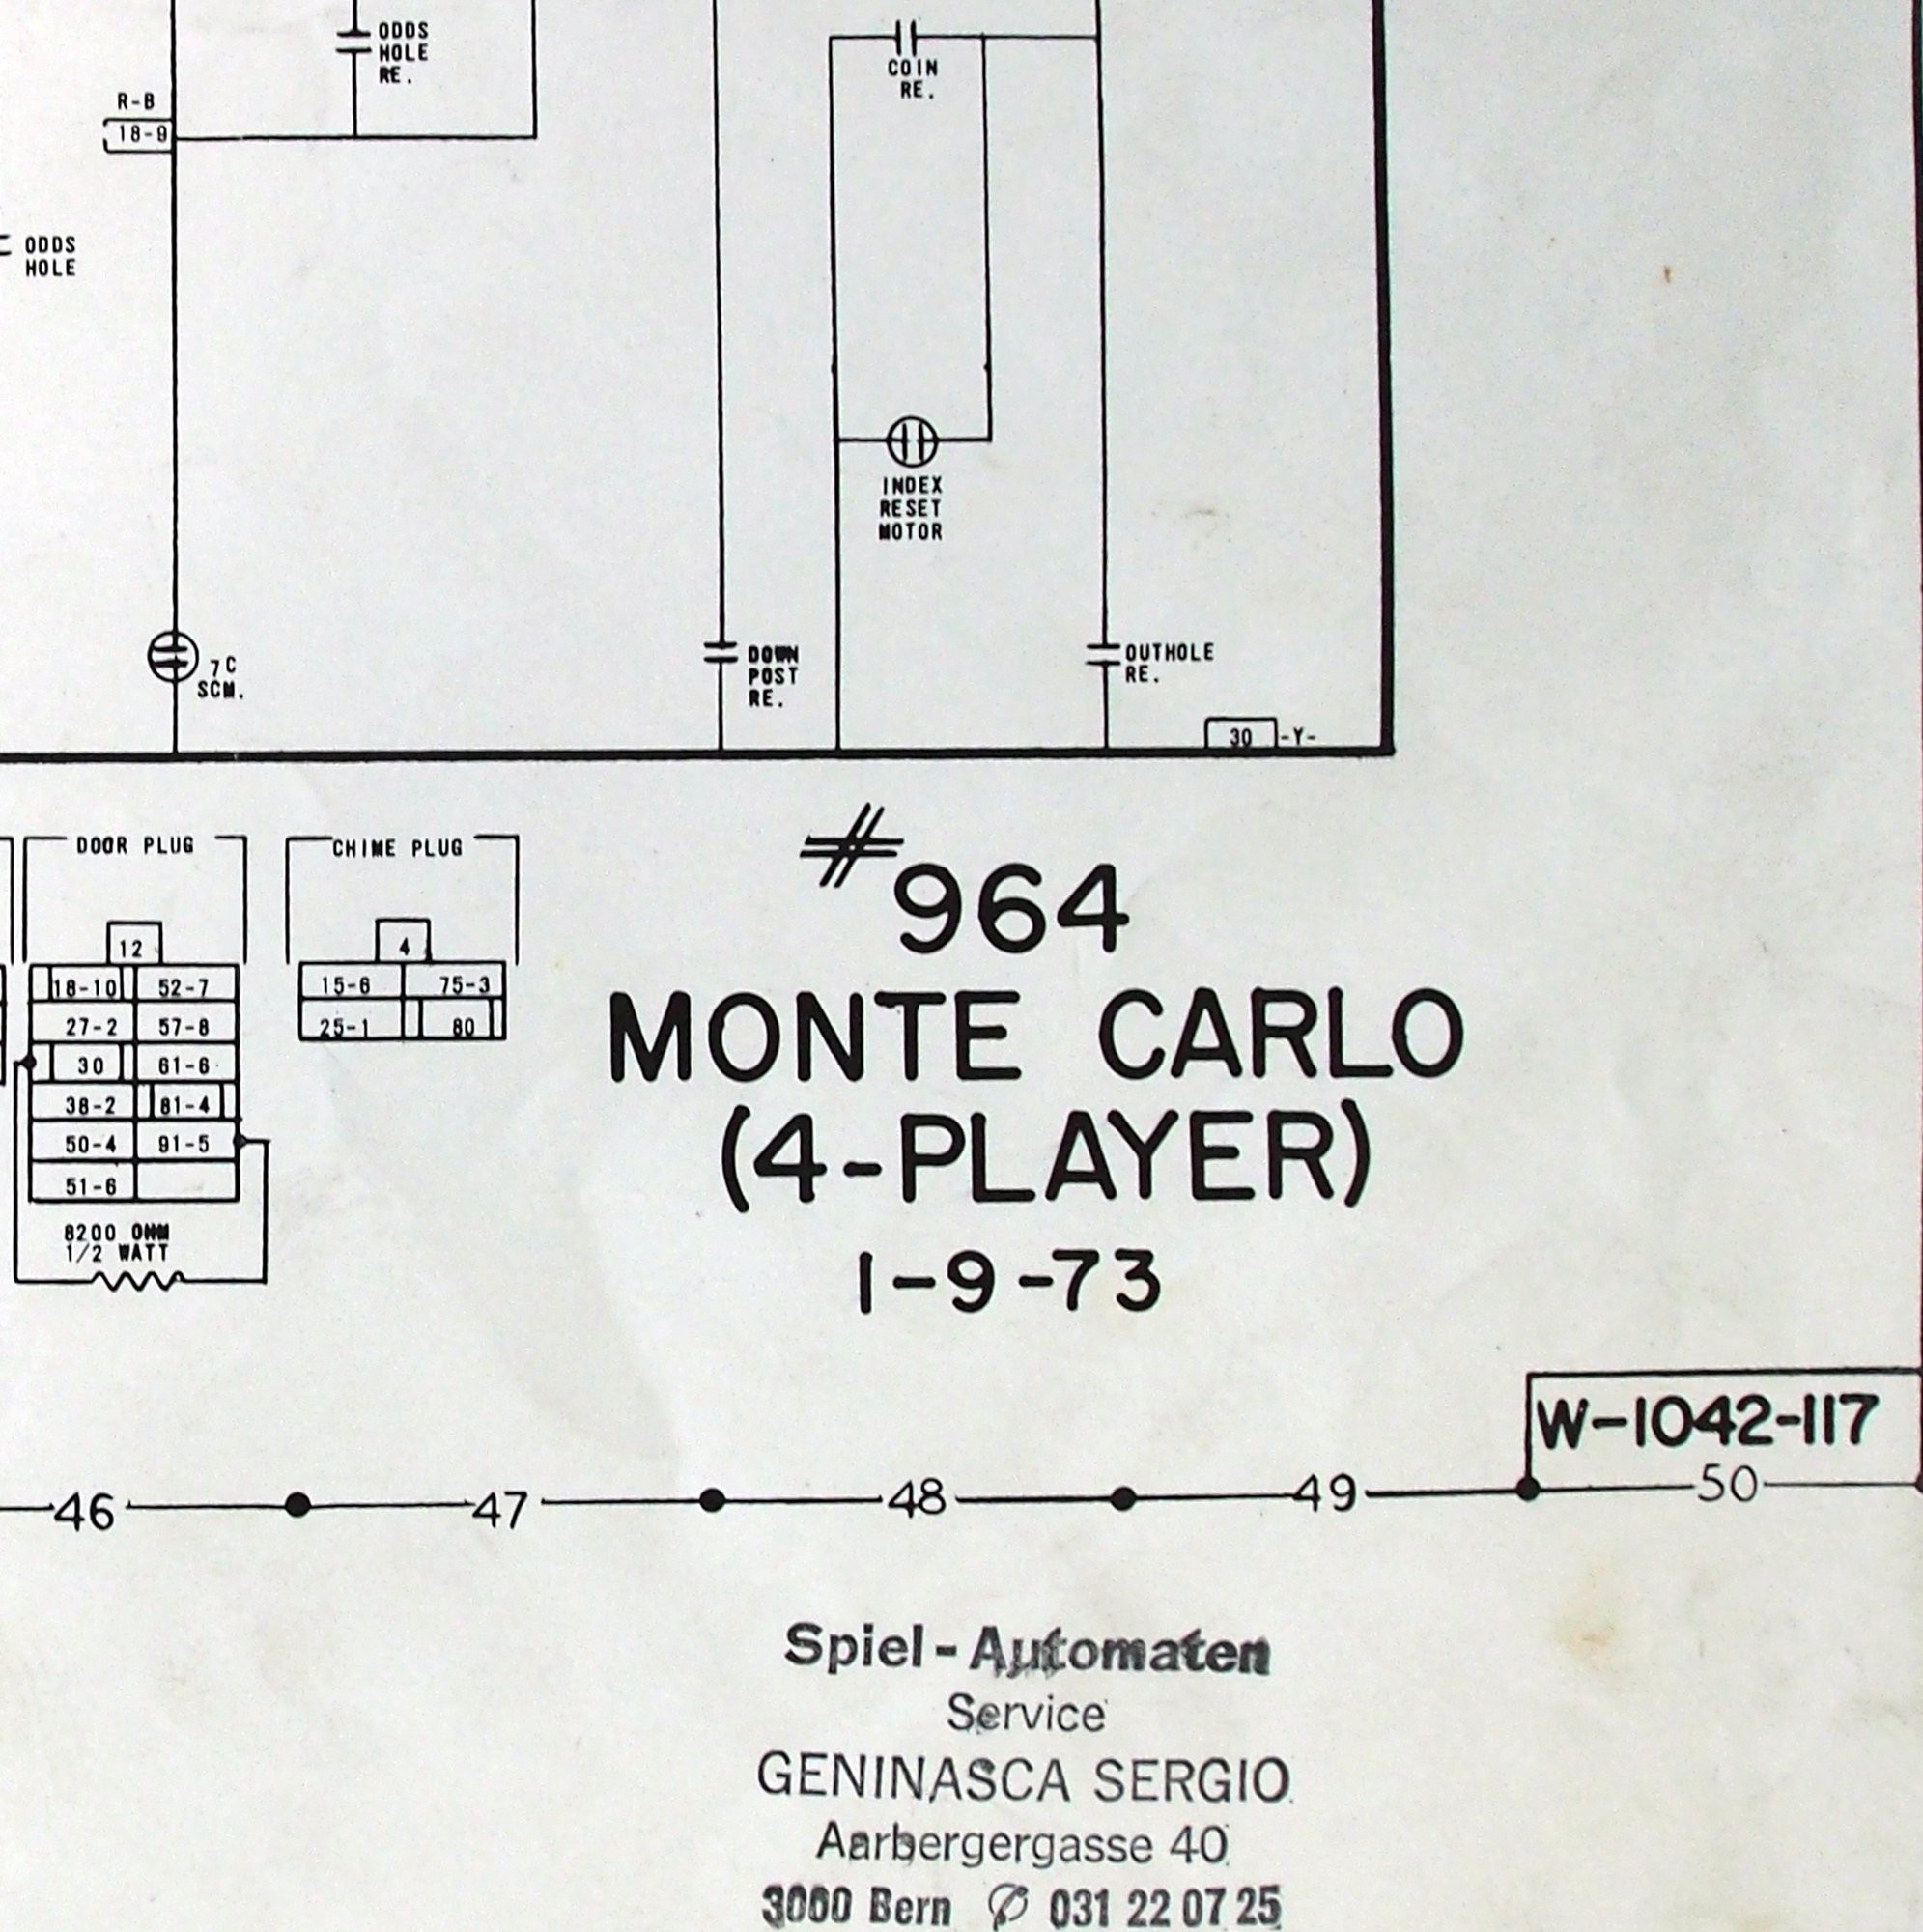 ODDS
HOLE
RE.
COIN
RE.
R-B
18-9
ODDS
HOLE
INDEX
RESET
MOTOR
7C
SCM.
DOWN
POST
RE.
OUTHOLE
RE.
30 -Y-
DOOR PLUG
12
18-10 52-7
27-2 57-8
30 61-6
38-2 81-4
50-4 91-5
51-6
8200 OHM
1/2 WATT
CHIME PLUG
4
15-6 75-3
25-1 80
#964
MONTE CARLO
(4-PLAYER)
1-9-73
W-1042-117
46 47 48 49 50
Spiel-Automaten
Service
GENINASCA SERGIO
Aarbergergasse 40
3000 Bern ✆ 031 22 07 25